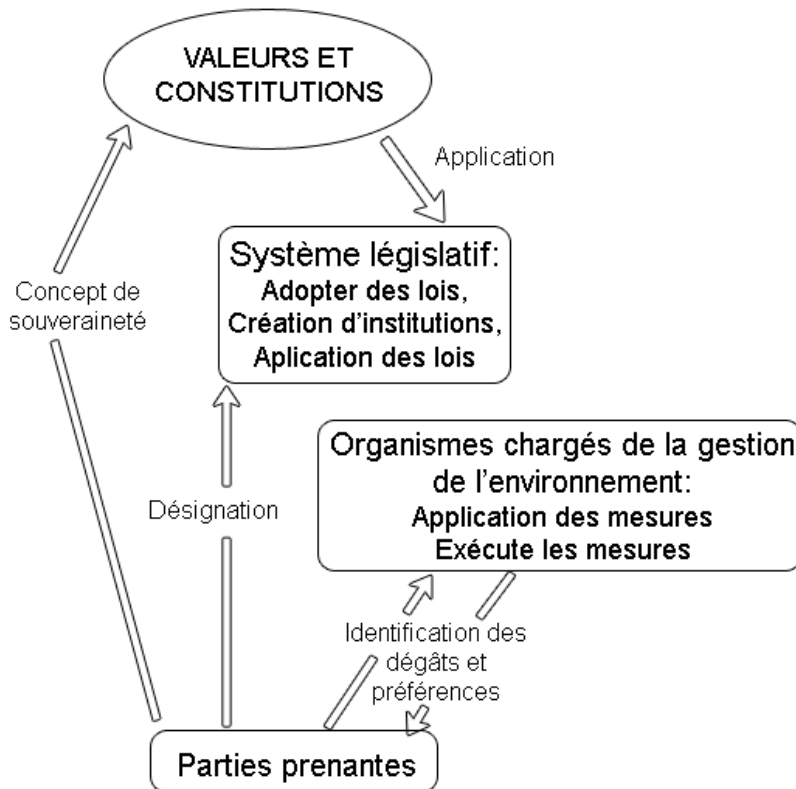 VALEURS ET
CONSTITUTIONS
Application
Système législatif:
Adopter des lois,
Création d'institutions,
Aplication des lois
Concept de
souveraineté
Organismes chargés de la gestion
de l'environnement:
Application des mesures
Exécute les mesures
Désignation
Identification des
dégâts et
préférences
Parties prenantes